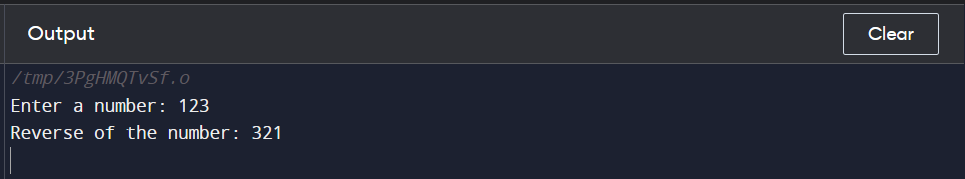 Output
Clear
/tmp/3PgHMQTvSf.o
Enter a number: 123
Reverse of the number: 321